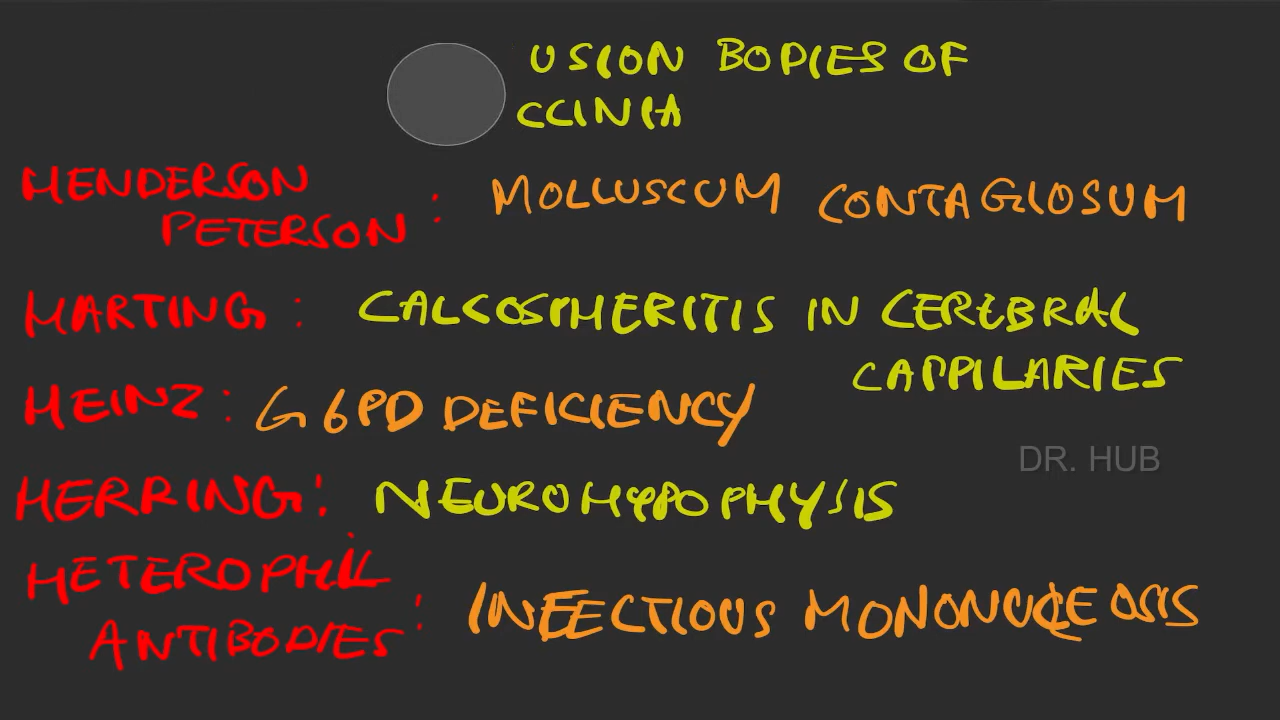 USION BODIES OF
CCINIA
HENDERSON
PETERSON : MOLLUSCUM CONTAGIOSUM
HARTING : CALCOSPHERITIS IN CEREBRAL
CAPPILARIES
HEINZ : G6PD DEFICIENCY
DR. HUB
HERRING : NEUROHYPOPHYSIS
HETEROPHIL
ANTIBODIES : INFECTIOUS MONONUCLEOSIS